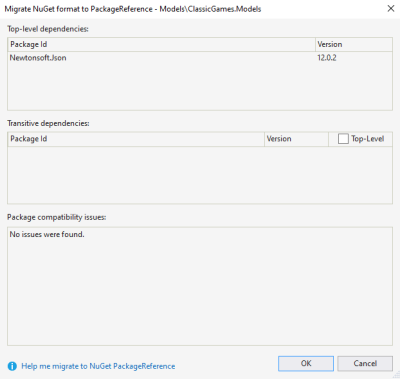 Migrate NuGet format to PackageReference - Models\ClassicGames.Models
Top-level dependencies:
Package Id Version
Newtonsoft.Json 12.0.2
Transitive dependencies:
Package Id Version Top-Level
Package compatibility issues:
No issues were found.
Help me migrate to NuGet PackageReference
OK Cancel